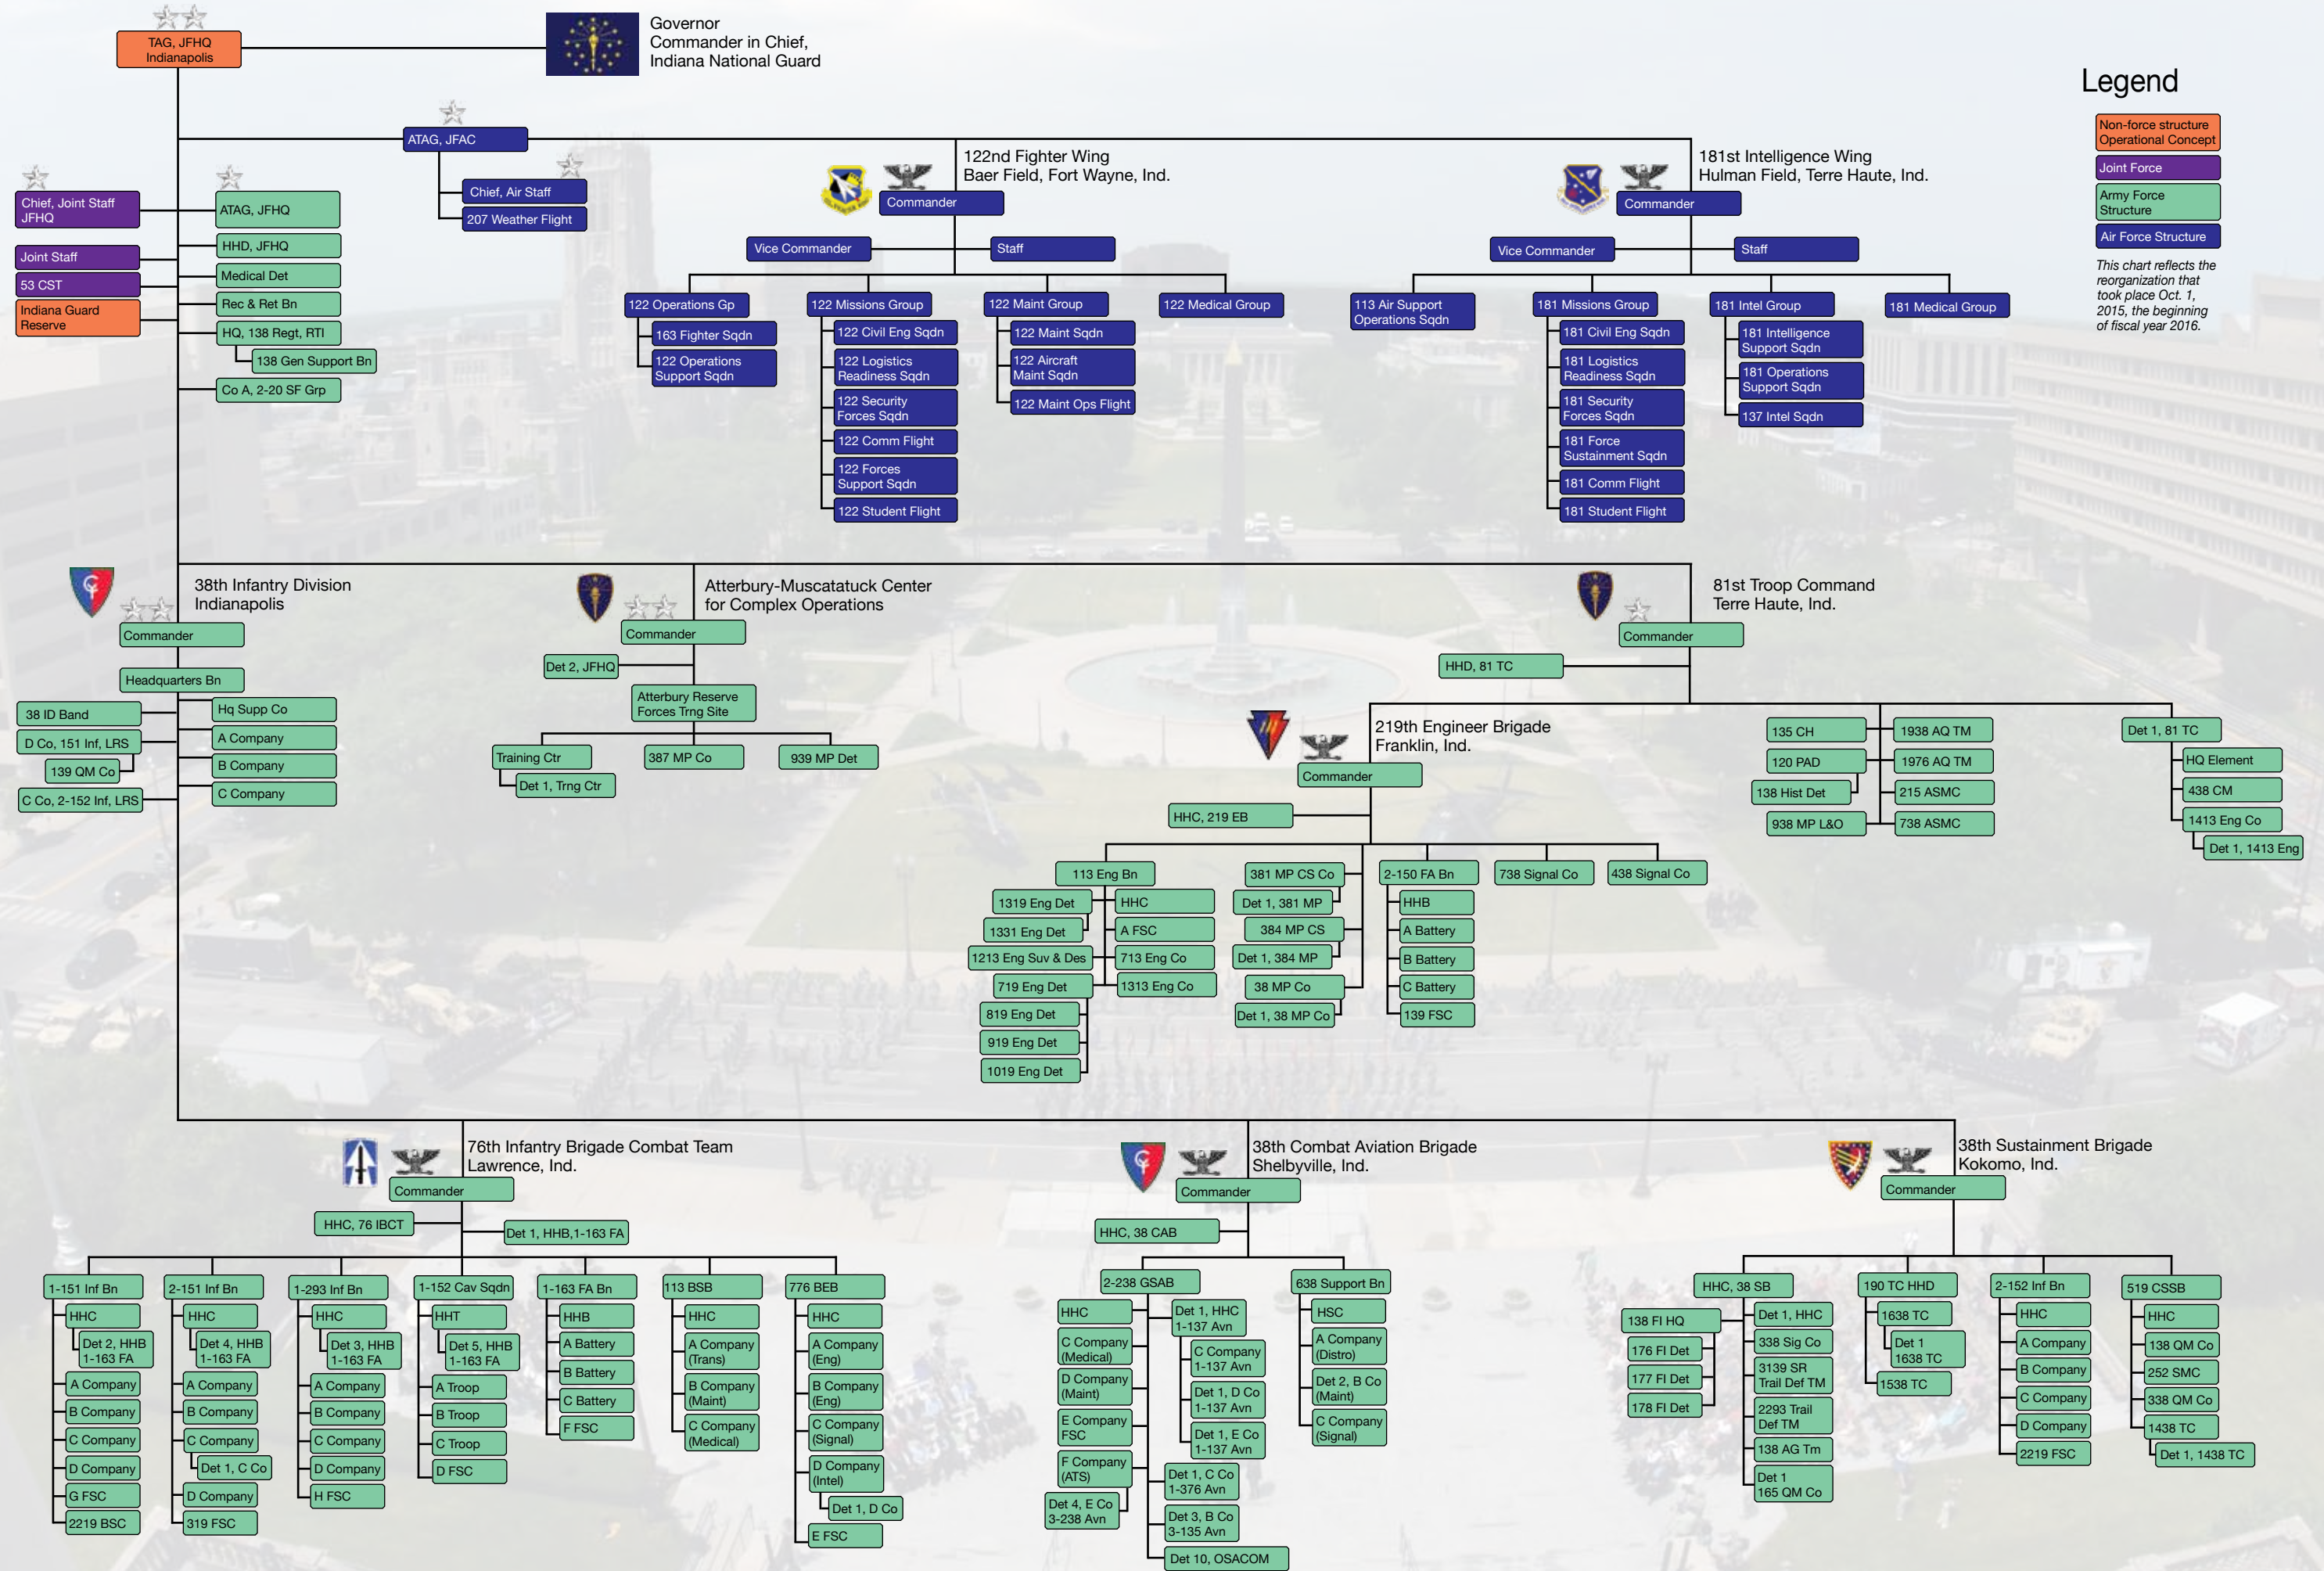 TAG, JFHQ
Indianapolis
Governor
Commander in Chief,
Indiana National Guard
Legend
Non-force structure
Operational Concept
Joint Force
Army Force
Structure
Air Force Structure
This chart reflects the
reorganization that
took place Oct. 1,
2015, the beginning
of fiscal year 2016.
ATAG, JFAC
Chief, Air Staff
207 Weather Flight
Chief, Joint Staff
JFHQ
Joint Staff
53 CST
Indiana Guard
Reserve
ATAG, JFHQ
HHD, JFHQ
Medical Det
Rec & Ret Bn
HQ, 138 Regt, RTI
138 Gen Support Bn
Co A, 2-20 SF Grp
122nd Fighter Wing
Baer Field, Fort Wayne, Ind.
Commander
Vice Commander
Staff
122 Operations Gp
163 Fighter Sqdn
122 Operations
Support Sqdn
122 Missions Group
122 Civil Eng Sqdn
122 Logistics
Readiness Sqdn
122 Security
Forces Sqdn
122 Comm Flight
122 Forces
Support Sqdn
122 Student Flight
122 Maint Group
122 Maint Sqdn
122 Aircraft
Maint Sqdn
122 Maint Ops Flight
122 Medical Group
181st Intelligence Wing
Hulman Field, Terre Haute, Ind.
Commander
Vice Commander
Staff
113 Air Support
Operations Sqdn
181 Missions Group
181 Civil Eng Sqdn
181 Logistics
Readiness Sqdn
181 Security
Forces Sqdn
181 Force
Sustainment Sqdn
181 Comm Flight
181 Student Flight
181 Intel Group
181 Intelligence
Support Sqdn
181 Operations
Support Sqdn
137 Intel Sqdn
181 Medical Group
38th Infantry Division
Indianapolis
Commander
Headquarters Bn
38 ID Band
D Co, 151 Inf, LRS
139 QM Co
C Co, 2-152 Inf, LRS
Hq Supp Co
A Company
B Company
C Company
Atterbury-Muscatatuck Center
for Complex Operations
Commander
Det 2, JFHQ
Atterbury Reserve
Forces Trng Site
Training Ctr
Det 1, Trng Ctr
387 MP Co
939 MP Det
81st Troop Command
Terre Haute, Ind.
Commander
HHD, 81 TC
219th Engineer Brigade
Franklin, Ind.
Commander
HHC, 219 EB
113 Eng Bn
1319 Eng Det
1331 Eng Det
1213 Eng Suv & Des
719 Eng Det
819 Eng Det
919 Eng Det
1019 Eng Det
HHC
A FSC
713 Eng Co
1313 Eng Co
381 MP CS Co
Det 1, 381 MP
384 MP CS
Det 1, 384 MP
38 MP Co
Det 1, 38 MP Co
2-150 FA Bn
HHB
A Battery
B Battery
C Battery
139 FSC
738 Signal Co
438 Signal Co
135 CH
120 PAD
138 Hist Det
938 MP L&O
1938 AQ TM
1976 AQ TM
215 ASMC
738 ASMC
Det 1, 81 TC
HQ Element
438 CM
1413 Eng Co
Det 1, 1413 Eng
76th Infantry Brigade Combat Team
Lawrence, Ind.
Commander
HHC, 76 IBCT
Det 1, HHB,1-163 FA
1-151 Inf Bn
HHC
Det 2, HHB
1-163 FA
A Company
B Company
C Company
D Company
G FSC
2219 BSC
2-151 Inf Bn
HHC
Det 4, HHB
1-163 FA
A Company
B Company
C Company
Det 1, C Co
D Company
319 FSC
1-293 Inf Bn
HHC
Det 3, HHB
1-163 FA
A Company
B Company
C Company
D Company
H FSC
1-152 Cav Sqdn
HHT
Det 5, HHB
1-163 FA
A Troop
B Troop
C Troop
D FSC
1-163 FA Bn
HHB
A Battery
B Battery
C Battery
F FSC
113 BSB
HHC
A Company
(Trans)
B Company
(Maint)
C Company
(Medical)
776 BEB
HHC
A Company
(Eng)
B Company
(Eng)
C Company
(Signal)
D Company
(Intel)
Det 1, D Co
E FSC
38th Combat Aviation Brigade
Shelbyville, Ind.
Commander
HHC, 38 CAB
2-238 GSAB
HHC
C Company
(Medical)
D Company
(Maint)
E Company
FSC
F Company
(ATS)
Det 4, E Co
3-238 Avn
Det 1, HHC
1-137 Avn
C Company
1-137 Avn
Det 1, D Co
1-137 Avn
Det 1, E Co
1-137 Avn
Det 1, C Co
1-376 Avn
Det 3, B Co
3-135 Avn
Det 10, OSACOM
638 Support Bn
HSC
A Company
(Distro)
Det 2, B Co
(Maint)
C Company
(Signal)
38th Sustainment Brigade
Kokomo, Ind.
Commander
HHC, 38 SB
138 FI HQ
176 FI Det
177 FI Det
178 FI Det
Det 1, HHC
338 Sig Co
3139 SR
Trail Def TM
2293 Trail
Def TM
138 AG Tm
Det 1
165 QM Co
190 TC HHD
1638 TC
Det 1
1638 TC
1538 TC
2-152 Inf Bn
HHC
A Company
B Company
C Company
D Company
2219 FSC
519 CSSB
HHC
138 QM Co
252 SMC
338 QM Co
1438 TC
Det 1, 1438 TC